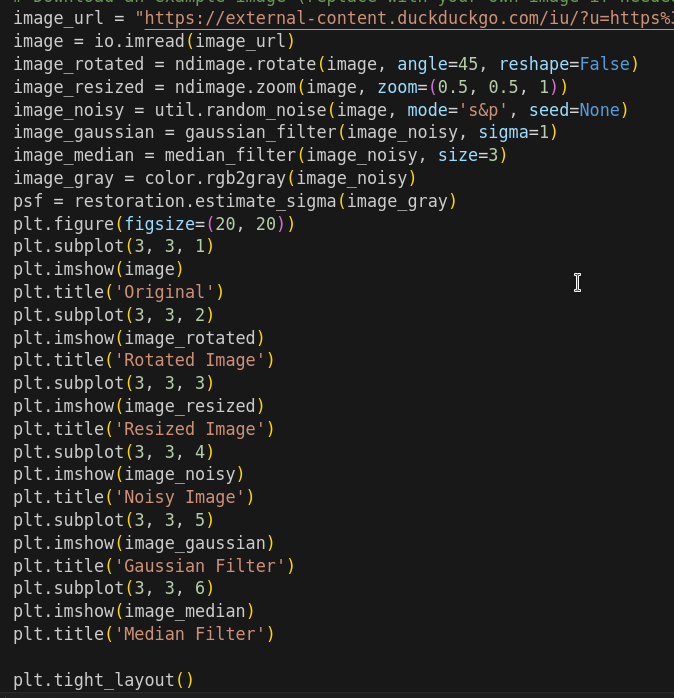 image_url = "https://external-content.duckduckgo.com/iu/?u=https%3
image = io.imread(image_url)
image_rotated = ndimage.rotate(image, angle=45, reshape=False)
image_resized = ndimage.zoom(image, zoom=(0.5, 0.5, 1))
image_noisy = util.random_noise(image, mode='s&p', seed=None)
image_gaussian = gaussian_filter(image_noisy, sigma=1)
image_median = median_filter(image_noisy, size=3)
image_gray = color.rgb2gray(image_noisy)
psf = restoration.estimate_sigma(image_gray)
plt.figure(figsize=(20, 20))
plt.subplot(3, 3, 1)
plt.imshow(image)
plt.title('Original')
plt.subplot(3, 3, 2)
plt.imshow(image_rotated)
plt.title('Rotated Image')
plt.subplot(3, 3, 3)
plt.imshow(image_resized)
plt.title('Resized Image')
plt.subplot(3, 3, 4)
plt.imshow(image_noisy)
plt.title('Noisy Image')
plt.subplot(3, 3, 5)
plt.imshow(image_gaussian)
plt.title('Gaussian Filter')
plt.subplot(3, 3, 6)
plt.imshow(image_median)
plt.title('Median Filter')
plt.tight_layout()